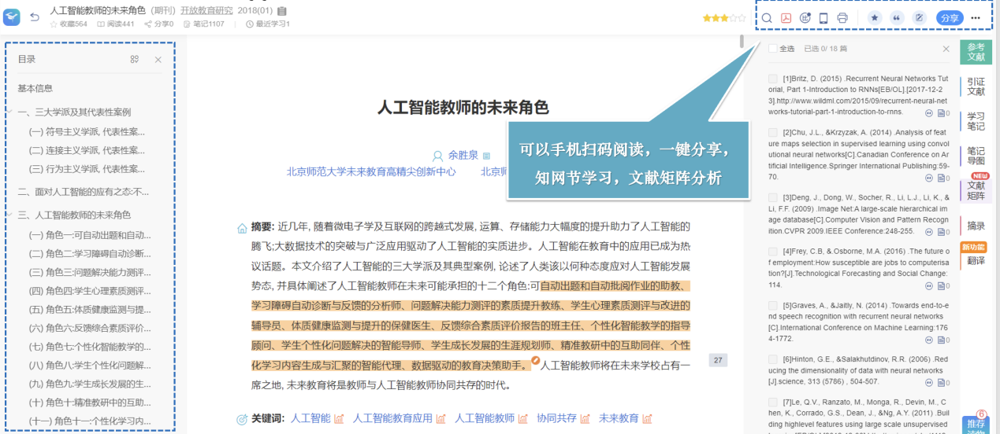 人工智能教师的未来角色（期刊）开放教育研究 2018(01)
收藏564 阅读441 分享0 笔记1107 | 最近学习1
分享
目录
基本信息
一、三大学派及其代表性案例
(一) 符号主义学派, 代表性案...
(二) 连接主义学派, 代表性案...
(三) 行为主义学派, 代表性案...
二、面对人工智能的应有之态:不...
三、人工智能教师的未来角色
(一) 角色一:可自动出题和自动...
(二) 角色二:学习障碍自动诊断...
(三) 角色三:问题解决能力测评...
(四) 角色四:学生心理素质测评...
(五) 角色五:体质健康监测与提...
(六) 角色六:反馈综合素质评价...
(七) 角色七:个性化智能教学的...
(八) 角色八:学生个性化问题解...
(九) 角色九:学生成长发展的生...
(十) 角色十:精准教研中的互助...
(十一) 角色十一:个性化学习内...
人工智能教师的未来角色
余胜泉
北京师范大学未来教育高精尖创新中心 北京师
可以手机扫码阅读，一键分享，
知网节学习，文献矩阵分析
摘要: 近几年, 随着微电子学及互联网的跨越式发展, 运算、存储能力大幅度的提升助力了人工智能的
腾飞;大数据技术的突破与广泛应用驱动了人工智能的实质进步。人工智能在教育中的应用已成为热
议话题。本文介绍了人工智能的三大学派及其典型案例, 论述了人类该以何种态度应对人工智能发展
势态, 并具体阐述了人工智能教师在未来可能承担的十二个角色:可自动出题和自动批阅作业的助教、
学习障碍自动诊断与反馈的分析师、问题解决能力测评的素质提升教练、学生心理素质测评与改进的
辅导员、体质健康监测与提升的保健医生、反馈综合素质评价报告的班主任、个性化智能教学的指导
顾问、学生个性化问题解决的智能导师、学生成长发展的生涯规划师、精准教研中的互助同伴、个性
化学习内容生成与汇聚的智能代理、数据驱动的教育决策助手。人工智能教师将在未来学校占有一
席之地, 未来教育将是教师与人工智能教师协同共存的时代。
27
关键词: 人工智能 人工智能教育应用 人工智能教师 协同共存 未来教育
全选 已选 0/ 18 篇
[1]Britz, D. (2015) .Recurrent Neural Networks Tut
orial, Part 1-Introduction to RNNs[EB/OL].[2017-12-2
3].http://www.wildml.com/2015/09/recurrent-neural-net
works-tutorial-part-1-introduction-to-rnns.
0
[2]Chu, J.L., &Krzyzak, A. (2014) .Analysis of feat
ure maps selection in supervised learning using convol
utional neural networks[C].Canadian Conference on Ar
tificial Intelligence.Springer International Publishing:59-
70.
0
[3]Deng, J., Dong, W., Socher, R., Li, L.J., Li, K., &
Li, F.F. (2009) .Image Net:A large-scale hierarchical im
age database[C].Computer Vision and Pattern Recogn
ition.CVPR 2009.IEEE Conference:248-255.
0
[4]Frey, C.B, & Osborne, M.A. (2016) .The future o
f employment:How susceptible are jobs to computerisa
tion?[J].Technological Forecasting and Social Change:
114.
0
[5]Graves, A., &Jaitly, N. (2014) .Towards end-to-e
nd speech recognition with recurrent neural networks
[C].International Conference on Machine Learning:176
4-1772.
0
[6]Hinton, G.E., &Salakhutdinov, R.R. (2006) .Red
ucing the dimensionality of data with neural networks
[J].science, 313 (5786) , 504-507.
0
[7]Le, Q.V., Ranzato, M., Monga, R., Devin, M., C
hen, K., Corrado, G.S., Dean, J., &Ng, A.Y. (2011) .Buil
ding high-level features using large scale unsupervised
参考
文献
引证
文献
学习
笔记
笔记
导图
NEW
文献
矩阵
摘录
新功能
翻译
6
推荐